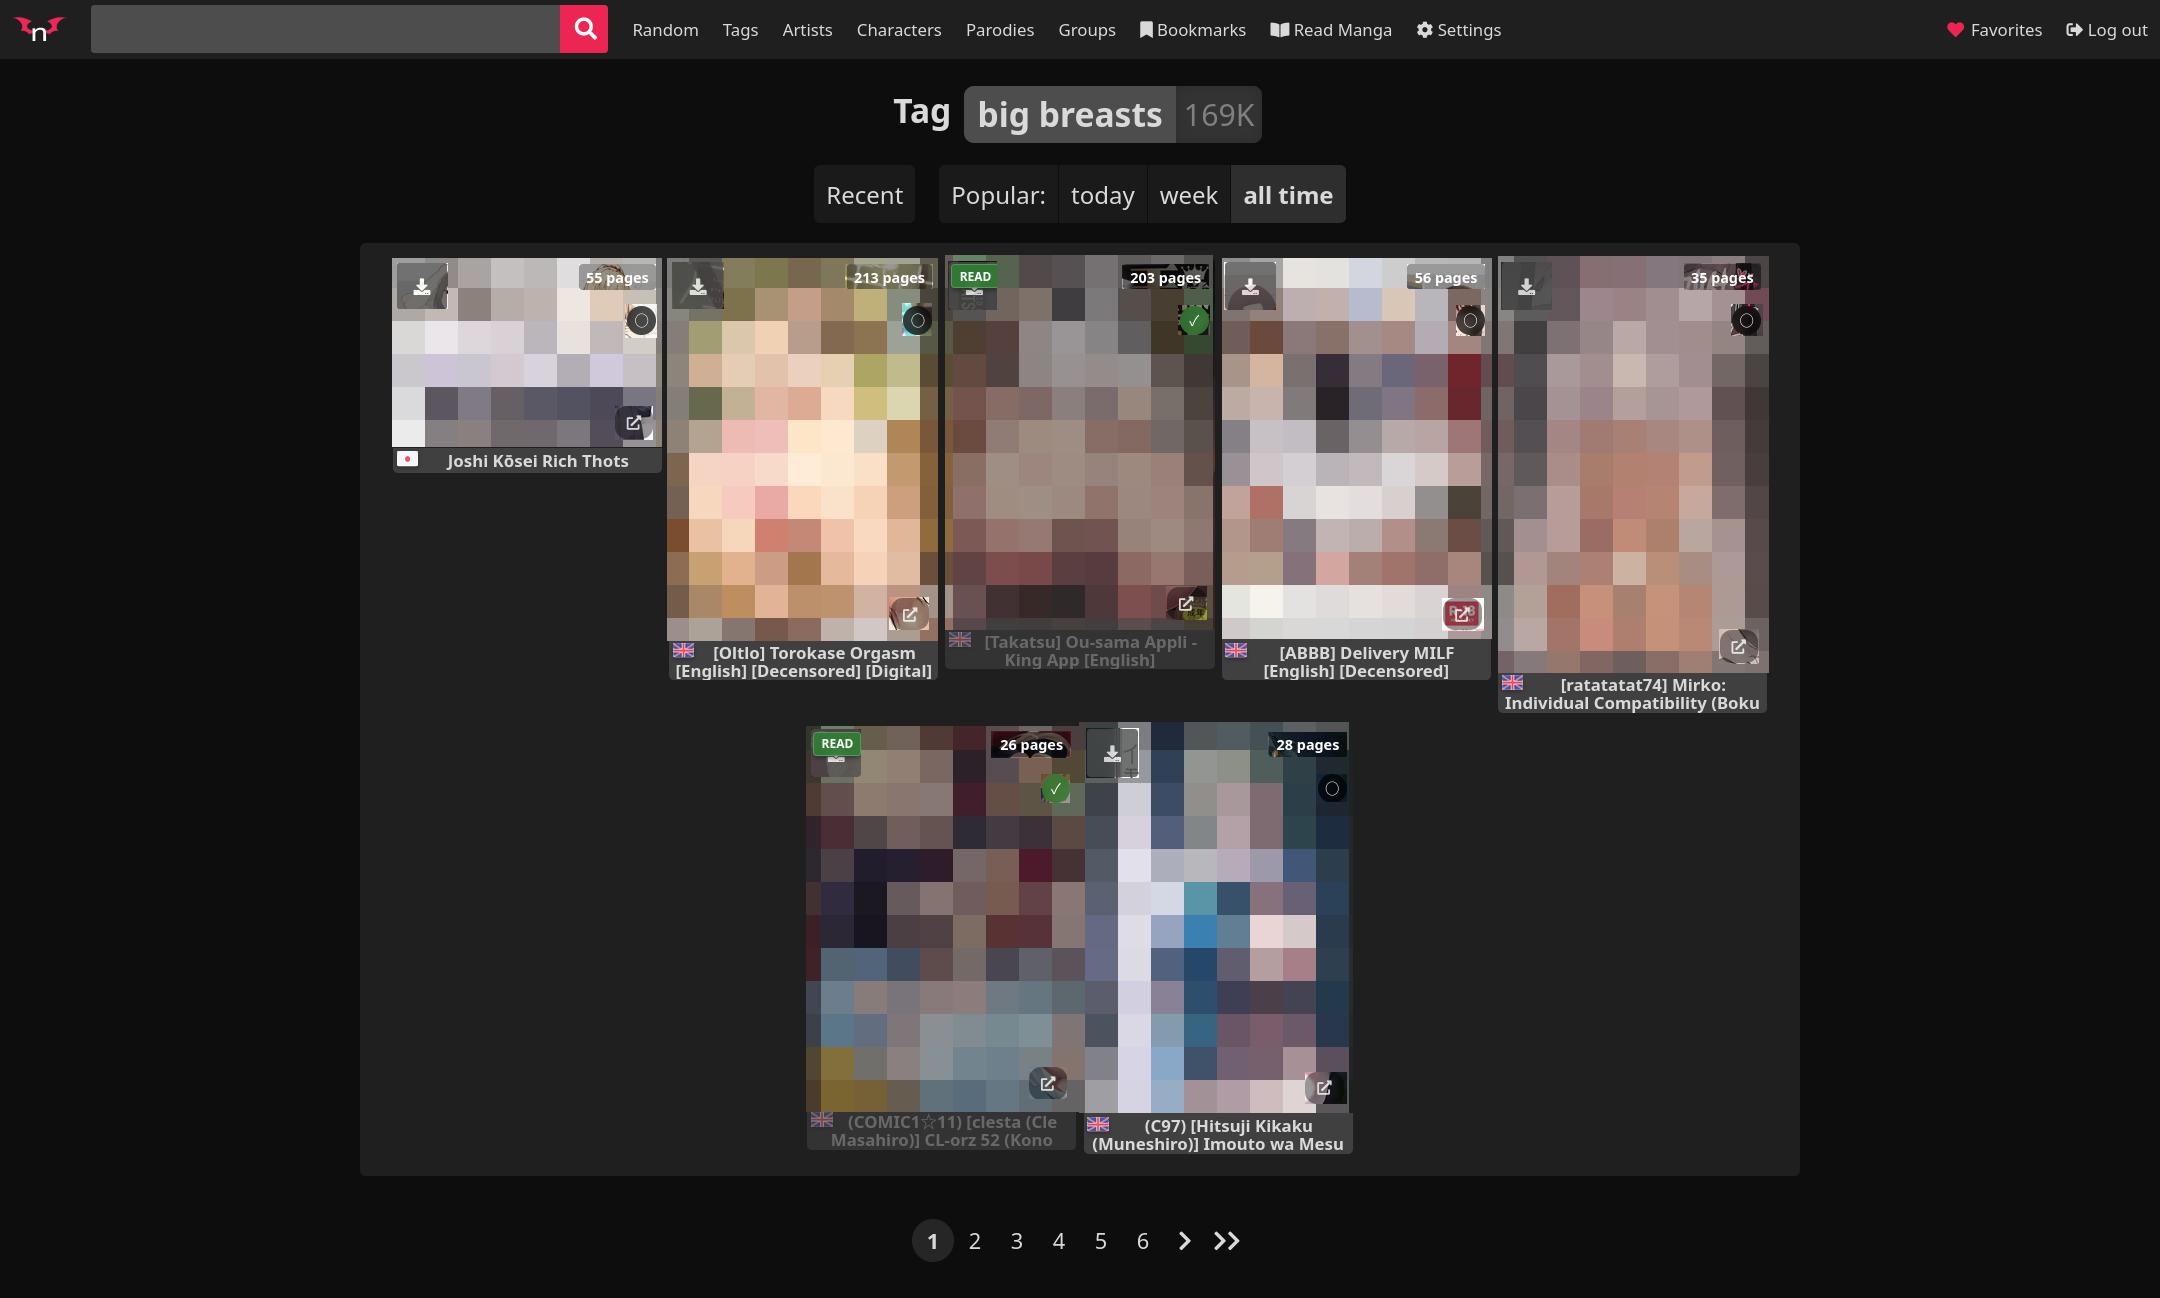 n
Random Tags Artists Characters Parodies Groups Bookmarks Read Manga Settings Favorites Log out
Tag big breasts 169K
Recent Popular: today week all time
55 pages
Joshi Kōsei Rich Thots
213 pages
[Oltlo] Torokase Orgasm
[English] [Decensored] [Digital]
READ
203 pages
✓
[Takatsu] Ou-sama Appli -
King App [English]
56 pages
[ABBB] Delivery MILF
[English] [Decensored]
35 pages
[ratatatat74] Mirko:
Individual Compatibility (Boku
READ
26 pages
✓
(COMIC1☆11) [clesta (Cle
Masahiro)] CL-orz 52 (Kono
28 pages
(C97) [Hitsuji Kikaku
(Muneshiro)] Imouto wa Mesu
1 2 3 4 5 6